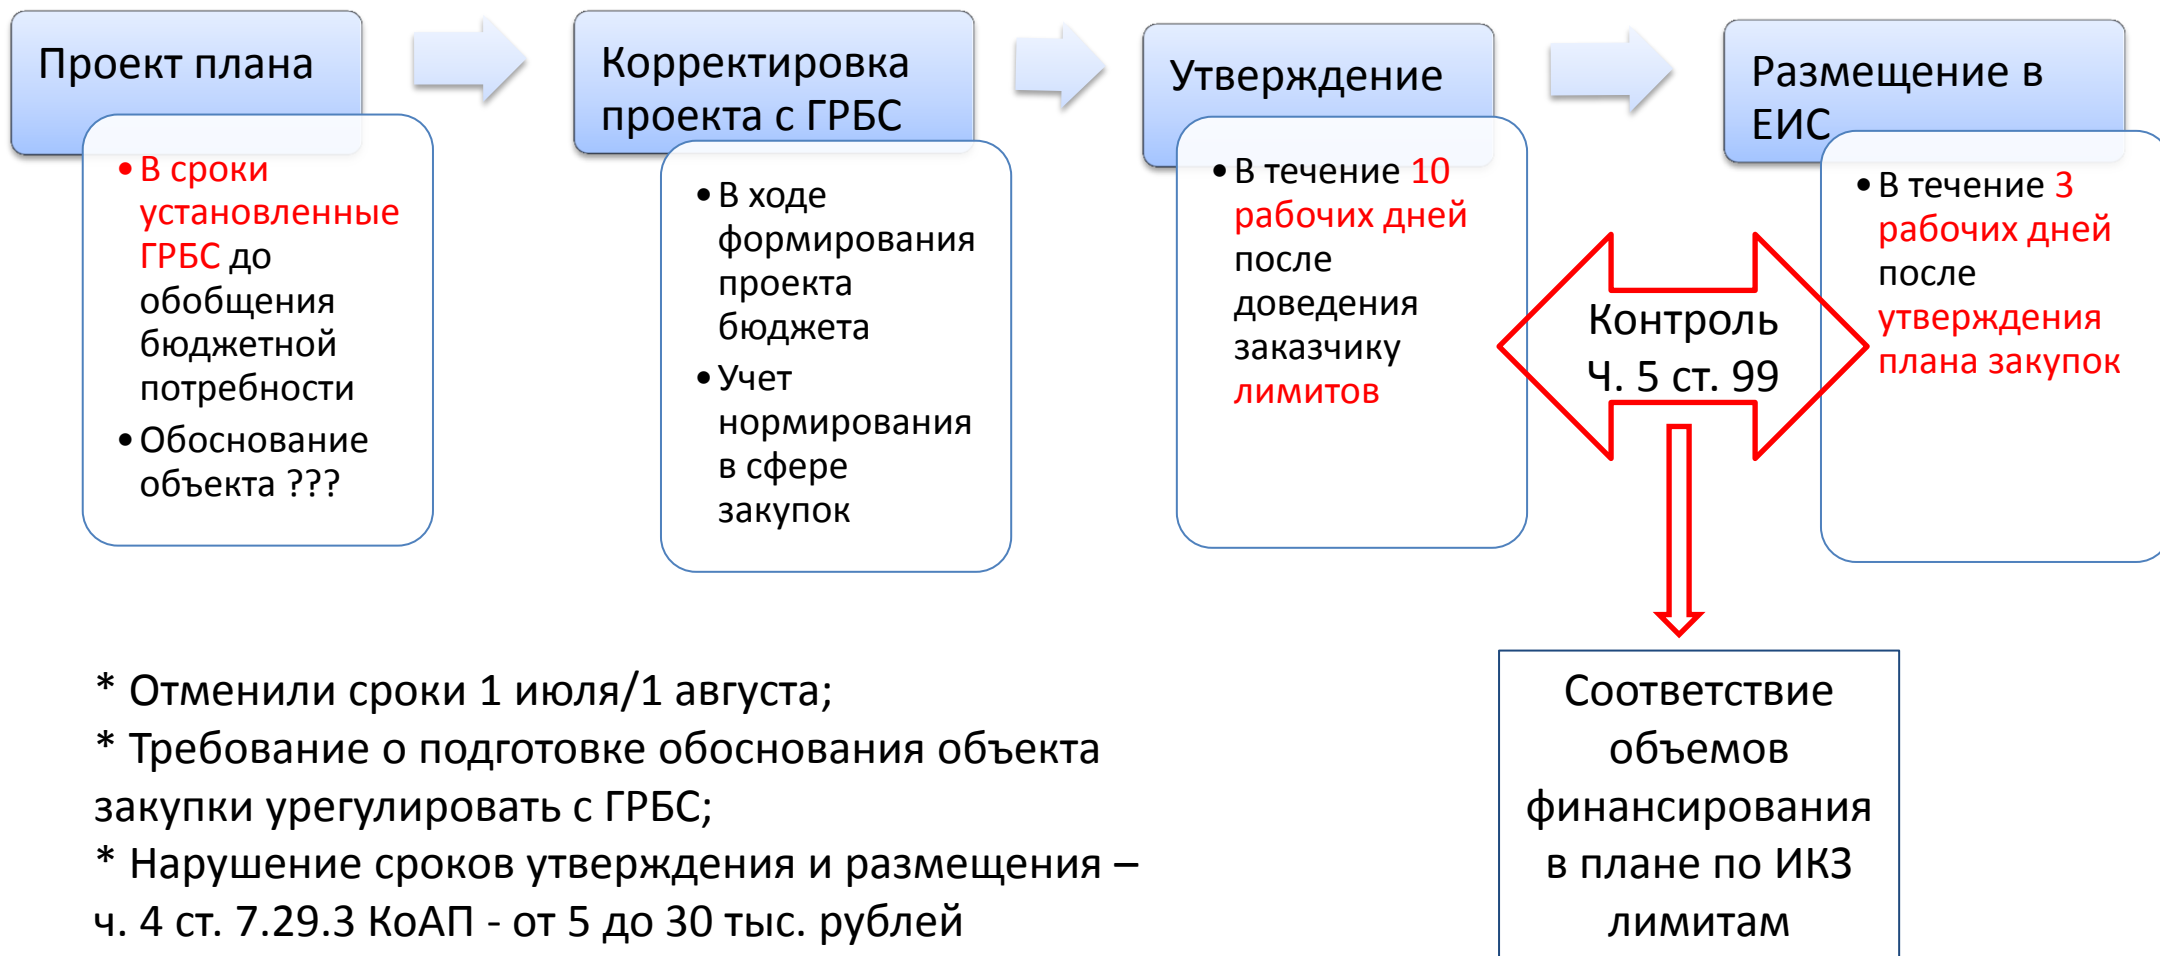 Проект плана
• В сроки
установленные
ГРБС до
обобщения
бюджетной
потребности
• Обоснование
объекта ???
Корректировка
проекта с ГРБС
• В ходе
формирования
проекта
бюджета
• Учет
нормирования
в сфере
закупок
Утверждение
• В течение 10
рабочих дней
после
доведения
заказчику
лимитов
Размещение в
ЕИС
• В течение 3
рабочих дней
после
утверждения
плана закупок
Контроль
Ч. 5 ст. 99
Соответствие
объемов
финансирования
в плане по ИКЗ
лимитам
* Отменили сроки 1 июля/1 августа;
* Требование о подготовке обоснования объекта
закупки урегулировать с ГРБС;
* Нарушение сроков утверждения и размещения –
ч. 4 ст. 7.29.3 КоАП - от 5 до 30 тыс. рублей